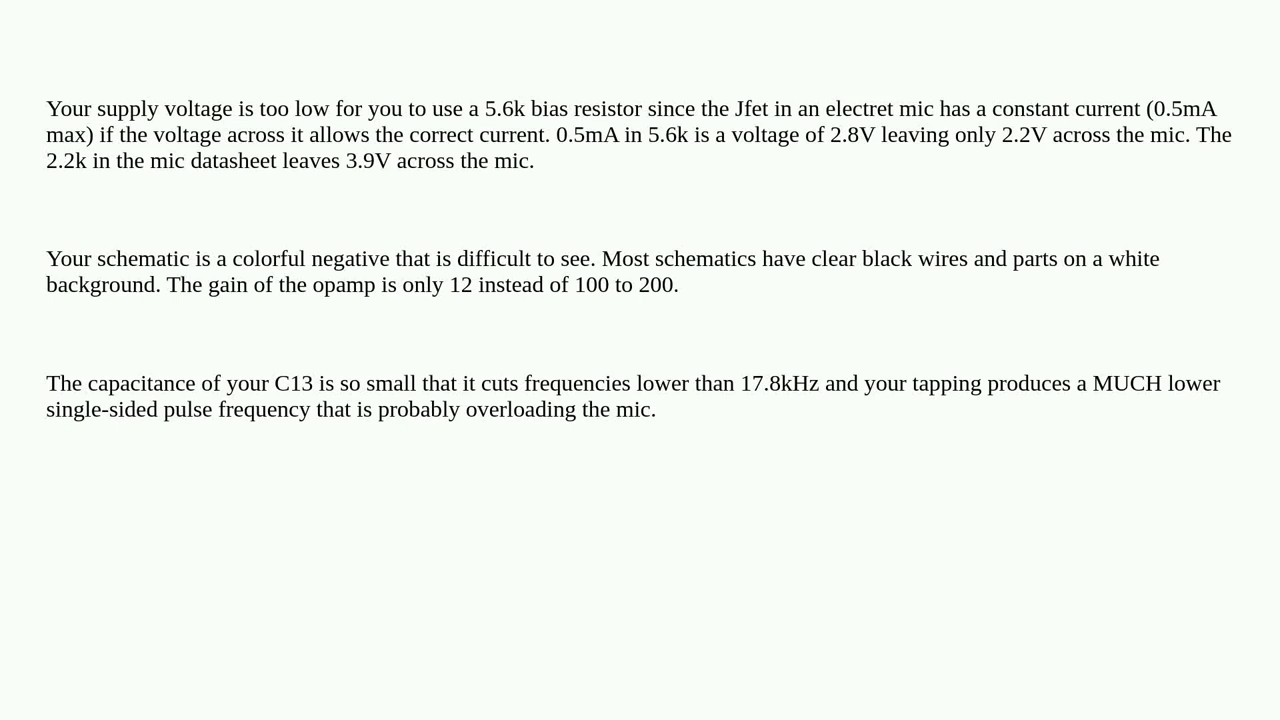 Your supply voltage is too low for you to use a 5.6k bias resistor since the Jfet in an electret mic has a constant current (0.5mA
max) if the voltage across it allows the correct current. 0.5mA in 5.6k is a voltage of 2.8V leaving only 2.2V across the mic. The
2.2k in the mic datasheet leaves 3.9V across the mic.
Your schematic is a colorful negative that is difficult to see. Most schematics have clear black wires and parts on a white
background. The gain of the opamp is only 12 instead of 100 to 200.
The capacitance of your C13 is so small that it cuts frequencies lower than 17.8kHz and your tapping produces a MUCH lower
single-sided pulse frequency that is probably overloading the mic.